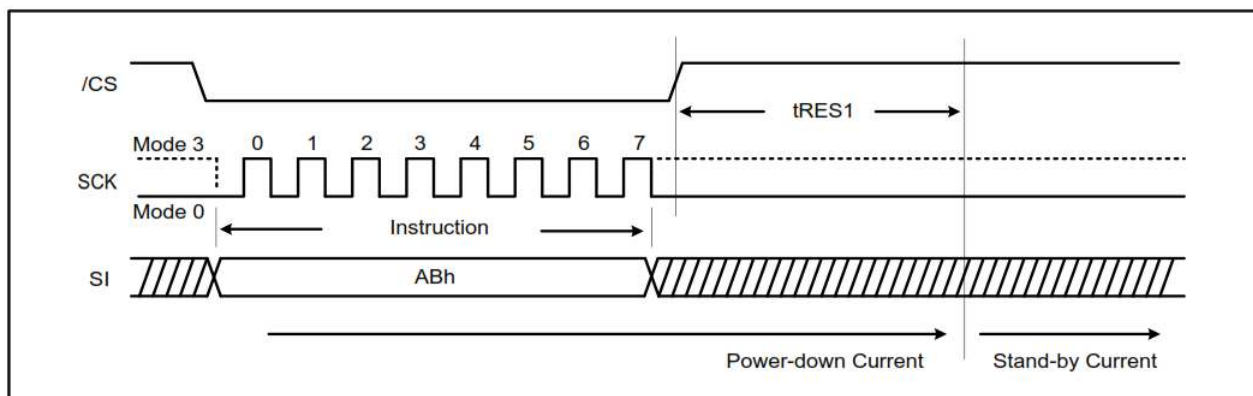 /CS
tRES1
Mode 3
0 1 2 3 4 5 6 7
SCK
Mode 0
Instruction
SI
ABh
Power-down Current
Stand-by Current